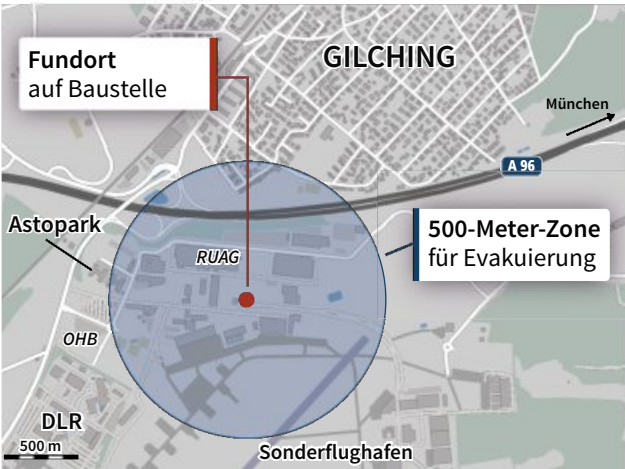 Fundort
auf Baustelle
GILCHING
München
A 96
Astopark
RUAG
500-Meter-Zone
für Evakuierung
OHB
DLR
500 m
Sonderflughafen